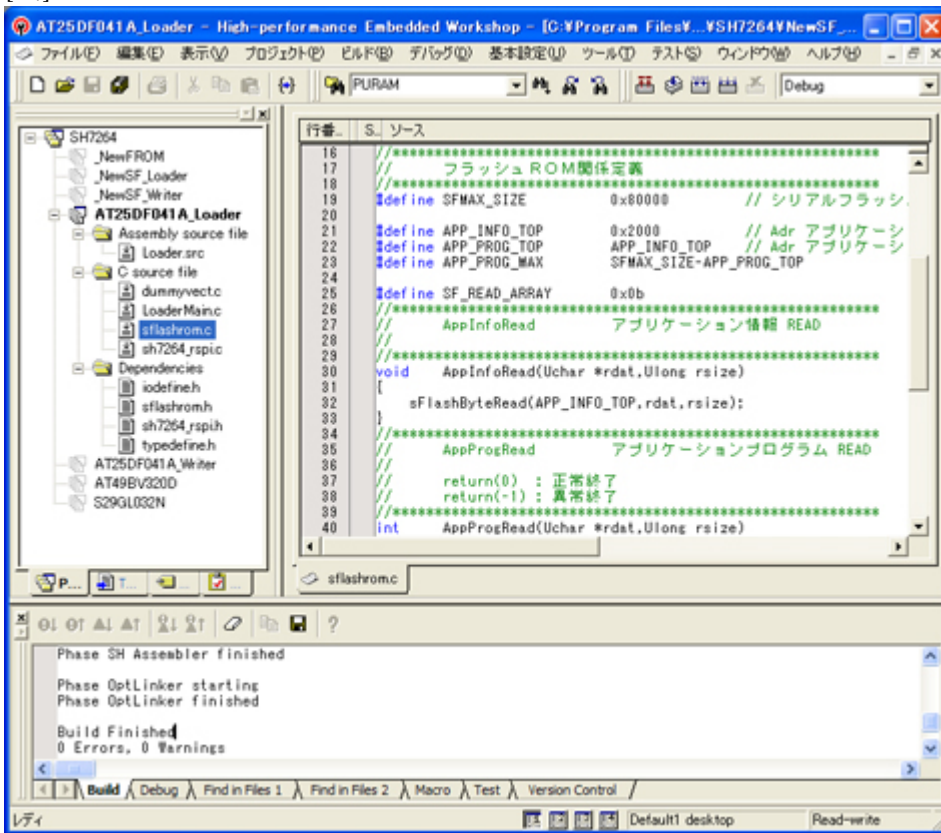 AT25DF041A_Loader - High-performance Embedded Workshop - [C:¥Program Files¥...¥SH7264¥NewSF_...
ファイル(F) 編集(E) 表示(V) プロジェクト(P) ビルド(B) デバッグ(D) 基本設定(U) ツール(T) テスト(S) ウィンドウ(W) ヘルプ(H)
PURAM Debug
SH7264
_NewFROM
_NewSF_Loader
_NewSF_Writer
AT25DF041A_Loader
Assembly source file
Loader.src
C source file
dummyvect.c
LoaderMain.c
sflashrom.c
sh7264_rspi.c
Dependencies
iodefine.h
sflashrom.h
sh7264_rspi.h
typedefine.h
AT25DF041A_Writer
AT49BV320D
S29GL032N
P... T... ... ...
行番... S... ソース
16 //*****************************************************
17 // フラッシュROM関係定義
18 //*****************************************************
19 #define SFMAX_SIZE 0x80000 // シリアルフラッシ
20
21 #define APP_INFO_TOP 0x2000 // Adr アプリケーシ
22 #define APP_PROG_TOP APP_INFO_TOP // Adr アプリケーシ
23 #define APP_PROG_MAX SFMAX_SIZE-APP_PROG_TOP
24
25 #define SF_READ_ARRAY 0x0b
26 //*****************************************************
27 // AppInfoRead アプリケーション情報 READ
28 //
29 //*****************************************************
30 void AppInfoRead(Uchar *rdat,Ulong rsize)
31 {
32 sFlashByteRead(APP_INFO_TOP,rdat,rsize);
33 }
34 //*****************************************************
35 // AppProgRead アプリケーションプログラム READ
36 //
37 // return(0) : 正常終了
38 // return(-1) : 異常終了
39 //*****************************************************
40 int AppProgRead(Uchar *rdat,Ulong rsize)
sflashrom.c
Phase SH Assembler finished
Phase OptLinker starting
Phase OptLinker finished
Build Finished
0 Errors, 0 Warnings
Build Debug Find in Files 1 Find in Files 2 Macro Test Version Control
レディ Default1 desktop Read-write